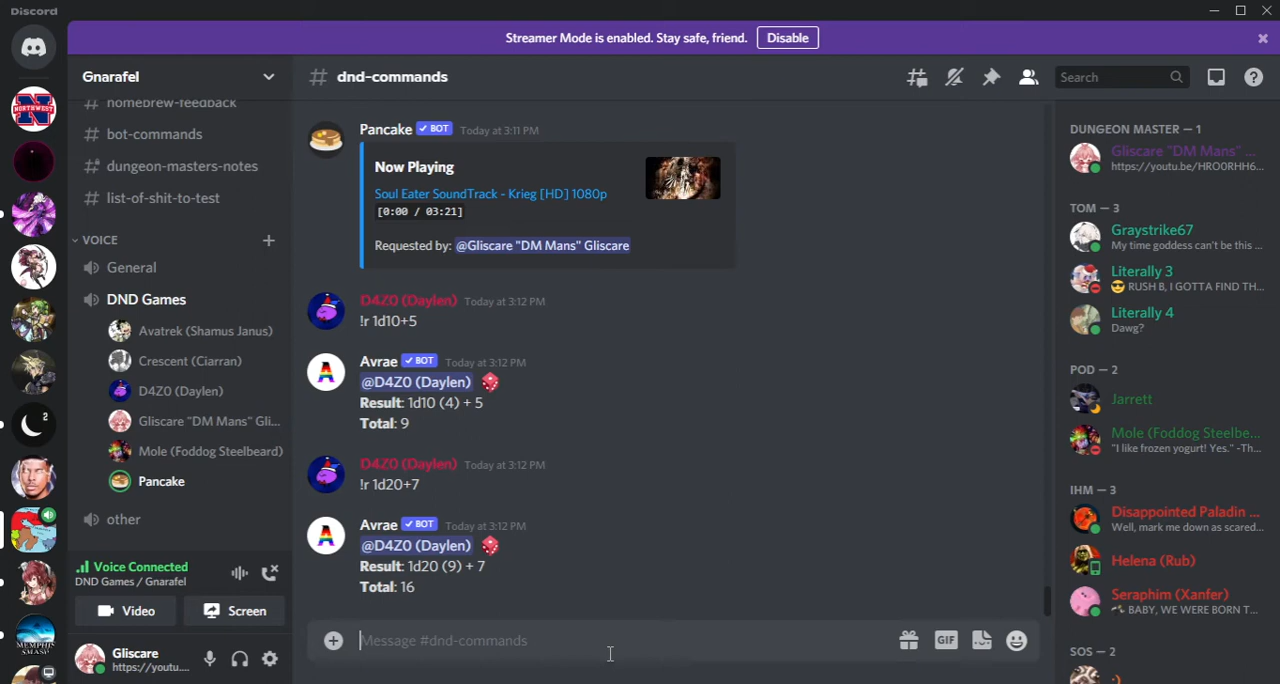 Discord
Streamer Mode is enabled. Stay safe, friend.
Disable
Gnarafel
# homebrew-feedback
# bot-commands
# dungeon-masters-notes
# list-of-shit-to-test
VOICE
General
DND Games
Avatrek (Shamus Janus)
Crescent (Ciarran)
D4Z0 (Daylen)
Gliscare "DM Mans" Gli...
Mole (Foddog Steelbeard)
Pancake
other
Voice Connected
DND Games / Gnarafel
Video
Screen
Gliscare
https://youtu....
NORTHWEST
2
MEMPHIS
SMASH
# dnd-commands
Search
Pancake BOT Today at 3:11 PM
Now Playing
Soul Eater SoundTrack - Krieg [HD] 1080p
[0:00 / 03:21]
Requested by: @Gliscare "DM Mans" Gliscare
D4Z0 (Daylen) Today at 3:12 PM
!r 1d10+5
A
Avrae BOT Today at 3:12 PM
@D4Z0 (Daylen)
Result: 1d10 (4) + 5
Total: 9
D4Z0 (Daylen) Today at 3:12 PM
!r 1d20+7
A
Avrae BOT Today at 3:12 PM
@D4Z0 (Daylen)
Result: 1d20 (9) + 7
Total: 16
Message #dnd-commands
GIF
DUNGEON MASTER — 1
Gliscare "DM Mans" ...
https://youtu.be/HRO0RHH6...
TOM — 3
Graystrike67
My time goddess can't be this ...
Literally 3
RUSH B, I GOTTA FIND TH...
Literally 4
Dawg?
POD — 2
Jarrett
Mole (Foddog Steelbe...
"I like frozen yogurt! Yes." -Th...
IHM — 3
Disappointed Paladin ...
Well, mark me down as scared...
Helena (Rub)
Seraphim (Xanfer)
BABY, WE WERE BORN T...
SOS — 2
:)